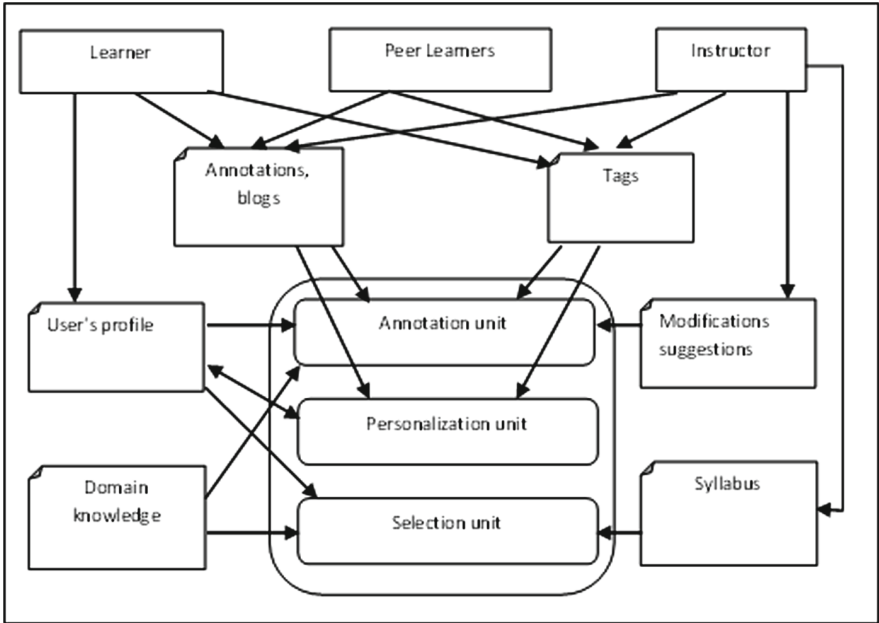 Learner
Peer Learners
Instructor
Annotations,
blogs
Tags
User's profile
Annotation unit
Modifications
suggestions
Personalization unit
Domain
knowledge
Selection unit
Syllabus